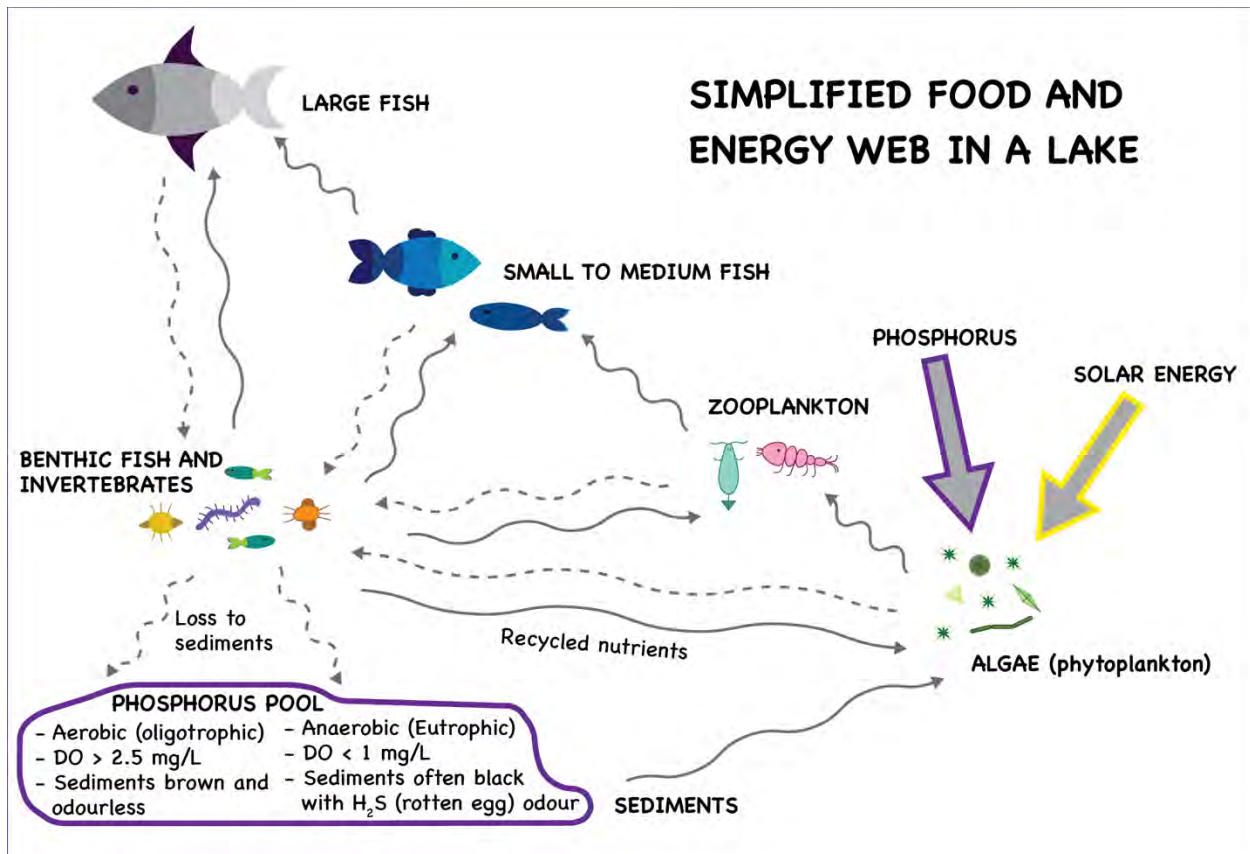 SIMPLIFIED FOOD AND
ENERGY WEB IN A LAKE
LARGE FISH
SMALL TO MEDIUM FISH
PHOSPHORUS
SOLAR ENERGY
ZOOPLANKTON
BENTHIC FISH AND
INVERTEBRATES
Loss to
sediments
Recycled nutrients
ALGAE (phytoplankton)
PHOSPHORUS POOL
- Aerobic (oligotrophic)
- DO > 2.5 mg/L
- Sediments brown and
odourless
- Anaerobic (Eutrophic)
- DO < 1 mg/L
- Sediments often black
with H₂S (rotten egg) odour
SEDIMENTS